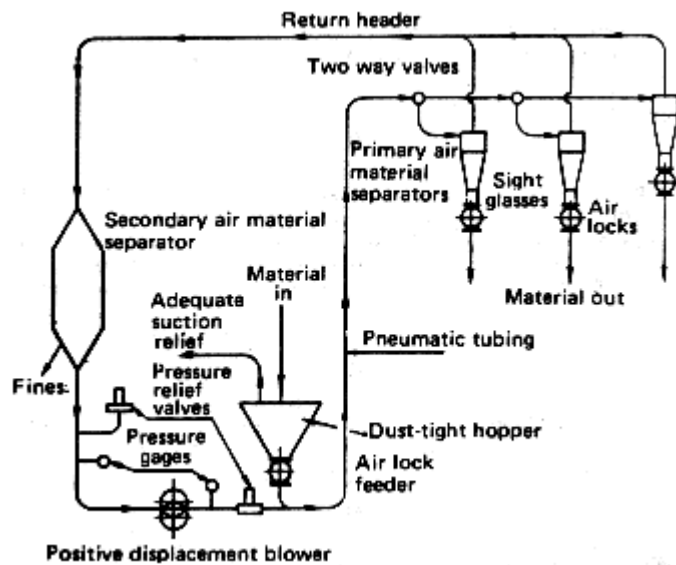 Return header
Two way valves
Primary air
material
separators
Sight
glasses
Air
locks
Secondary air material
separator
Material
in
Material out
Adequate
suction
relief
Pneumatic tubing
Fines
Pressure
relief
valves
Dust-tight hopper
Pressure
gages
Air lock
feeder
Positive displacement blower